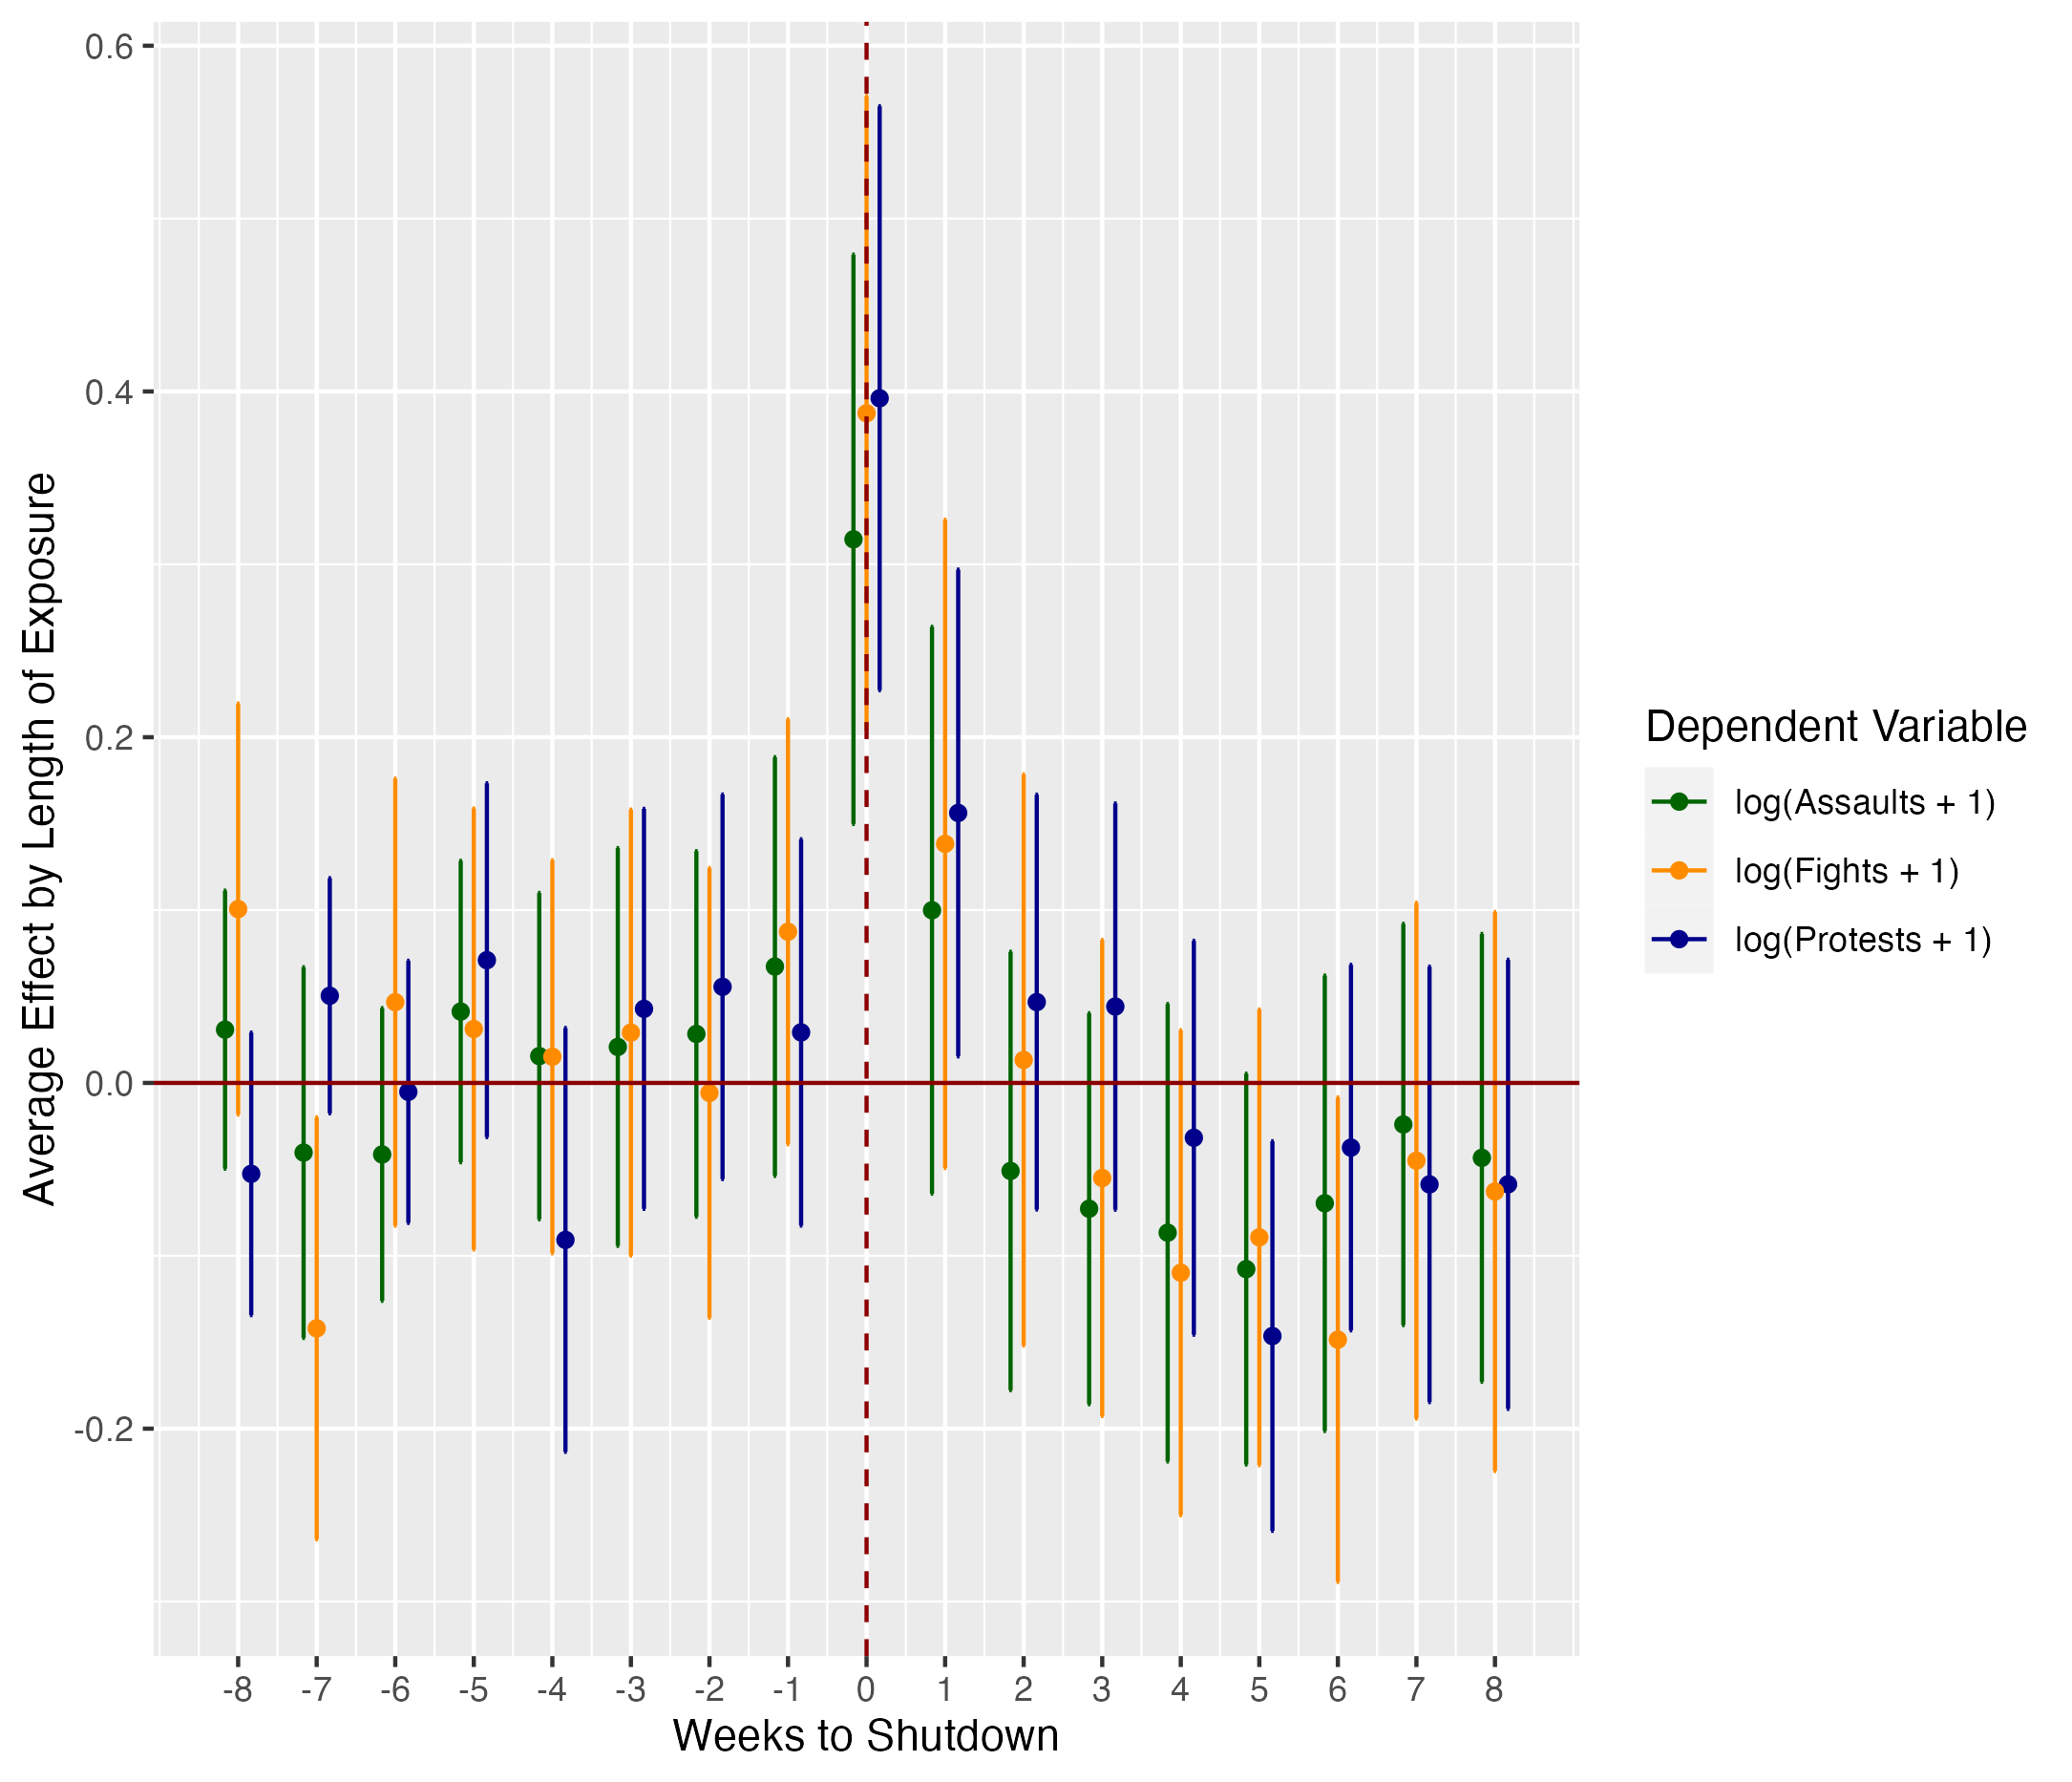 0.6
0.4
0.2
0.0
-0.2
Average Effect by Length of Exposure
-8 -7 -6 -5 -4 -3 -2 -1 0 1 2 3 4 5 6 7 8
Weeks to Shutdown
Dependent Variable
log(Assaults + 1)
log(Fights + 1)
log(Protests + 1)